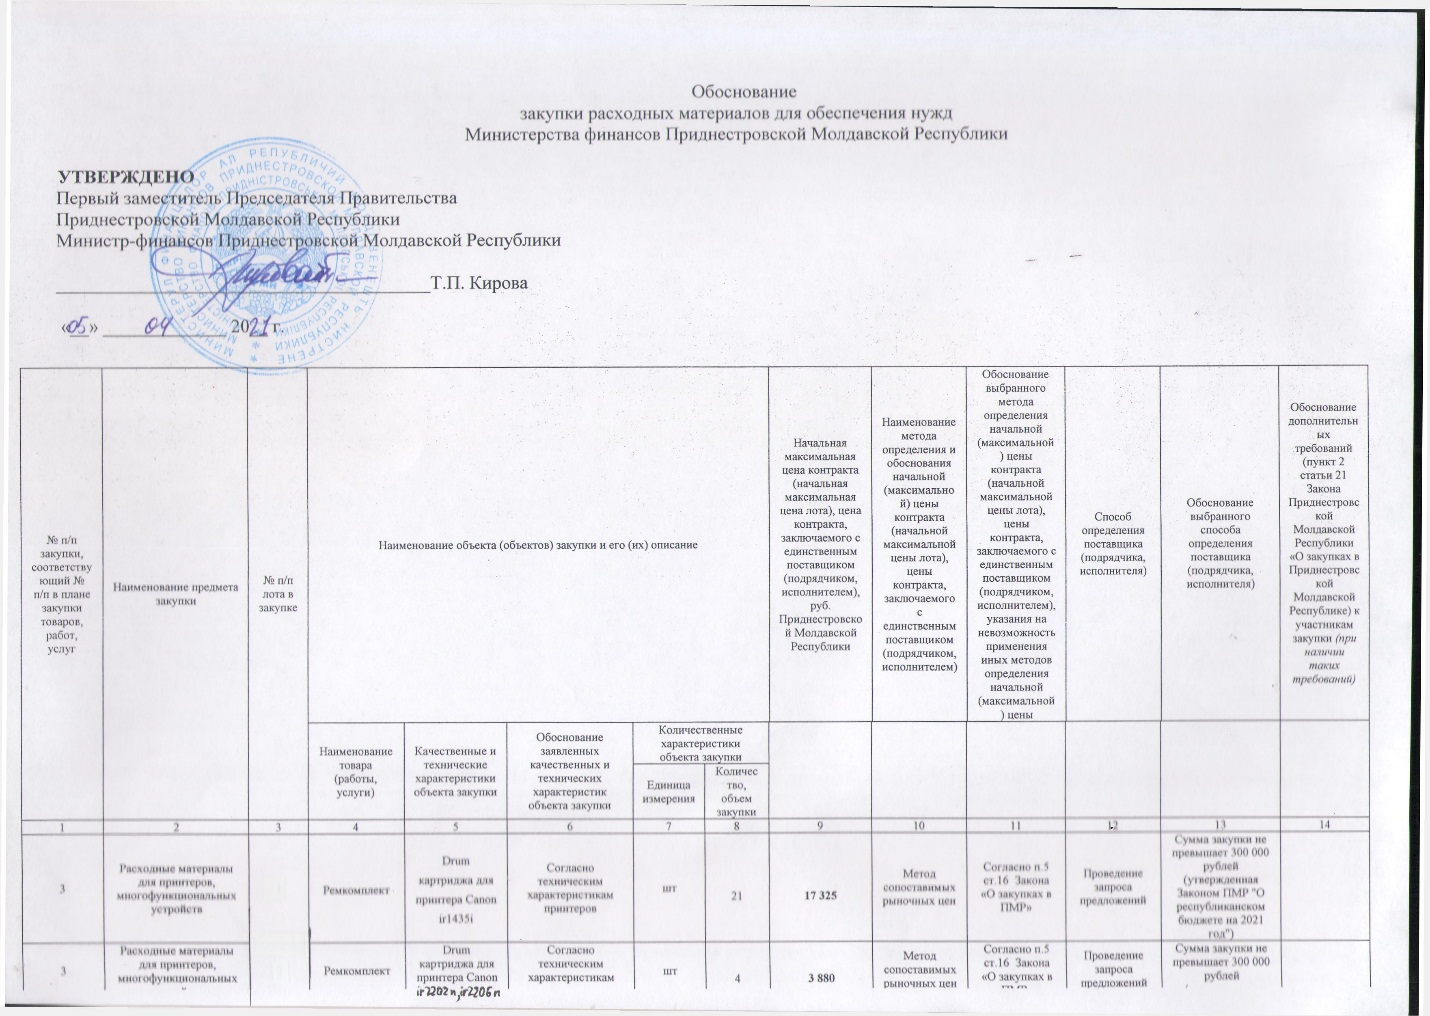 Обоснование
закупки расходных материалов для обеспечения нужд
Министерства финансов Приднестровской Молдавской Республики
УТВЕРЖДЕНО
Первый заместитель Председателя Правительства
Приднестровской Молдавской Республики
Министр-финансов Приднестровской Молдавской Республики
Т.П. Кирова
«05» 04 2021 г.
№ п/п
закупки,
соответству
ющий №
п/п в плане
закупки
товаров,
работ,
услуг
Наименование предмета
закупки
№ п/п
лота в
закупке
Наименование объекта (объектов) закупки и его (их) описание
Начальная
максимальная
цена контракта
(начальная
максимальная
цена лота), цена
контракта,
заключаемого с
единственным
поставщиком
(подрядчиком,
исполнителем),
руб.
Приднестровско
й Молдавской
Республики
Наименование
метода
определения и
обоснования
начальной
(максимально
й) цены
контракта
(начальной
максимальной
цены лота),
цены
контракта,
заключаемого
с
единственным
поставщиком
(подрядчиком,
исполнителем)
Обоснование
выбранного
метода
определения
начальной
(максимальной
) цены
контракта
(начальной
максимальной
цены лота),
цены
контракта,
заключаемого с
единственным
поставщиком
(подрядчиком,
исполнителем),
указания на
невозможность
применения
иных методов
определения
начальной
(максимальной
) цены
Способ
определения
поставщика
(подрядчика,
исполнителя)
Обоснование
выбранного
способа
определения
поставщика
(подрядчика,
исполнителя)
Обоснование
дополнительн
ых
требований
(пункт 2
статьи 21
Закона
Приднестровс
кой
Молдавской
Республики
«О закупках в
Приднестровс
кой
Молдавской
Республике) к
участникам
закупки (при
наличии
таких
требований)
Наименование
товара
(работы,
услуги)
Качественные и
технические
характеристики
объекта закупки
Обоснование
заявленных
качественных и
технических
характеристик
объекта закупки
Количественные
характеристики
объекта закупки
Единица
измерения
Количес
тво,
объем
закупки
1 2 3 4 5 6 7 8 9 10 11 12 13 14
3
Расходные материалы
для принтеров,
многофункциональных
устройств
Ремкомплект
Drum
картриджа для
принтера Canon
ir1435i
Согласно
техническим
характеристикам
принтеров
шт
21
17 325
Метод
сопоставимых
рыночных цен
Согласно п.5
ст.16 Закона
«О закупках в
ПМР»
Проведение
запроса
предложений
Сумма закупки не
превышает 300 000
рублей
(утвержденная
Законом ПМР "О
республиканском
бюджете на 2021
год")
3
Расходные материалы
для принтеров,
многофункциональных
Ремкомплект
Drum
картриджа для
принтера Canon
ir2202n,ir2206n
Согласно
техническим
характеристикам
шт
4
3 880
Метод
сопоставимых
рыночных цен
Согласно п.5
ст.16 Закона
«О закупках в
Проведение
запроса
предложений
Сумма закупки не
превышает 300 000
рублей